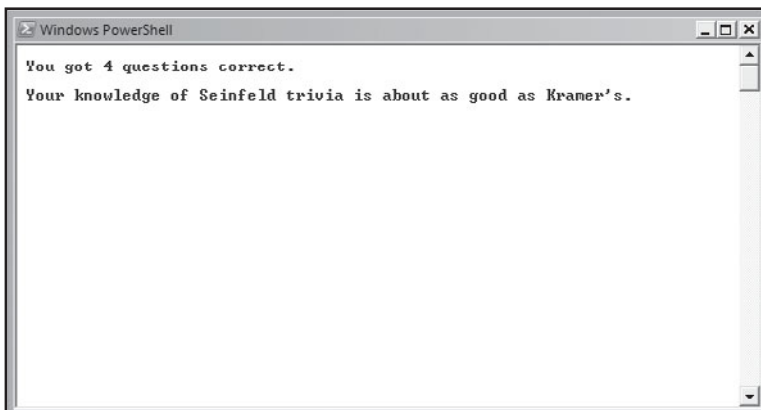 Windows PowerShell
You got 4 questions correct.
Your knowledge of Seinfeld trivia is about as good as Kramer's.